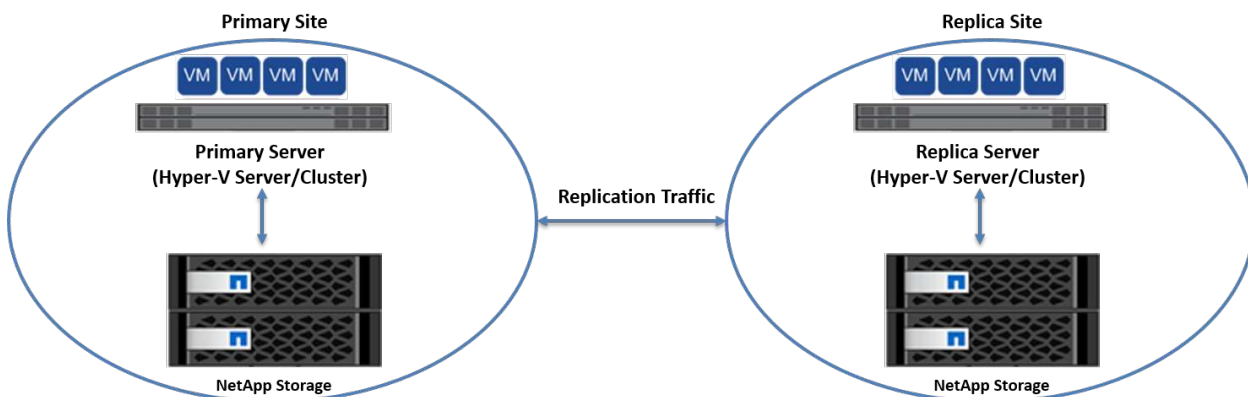 Primary Site
VM VM VM VM
Primary Server
(Hyper-V Server/Cluster)
NetApp Storage
Replication Traffic
Replica Site
VM VM VM VM
Replica Server
(Hyper-V Server/Cluster)
NetApp Storage